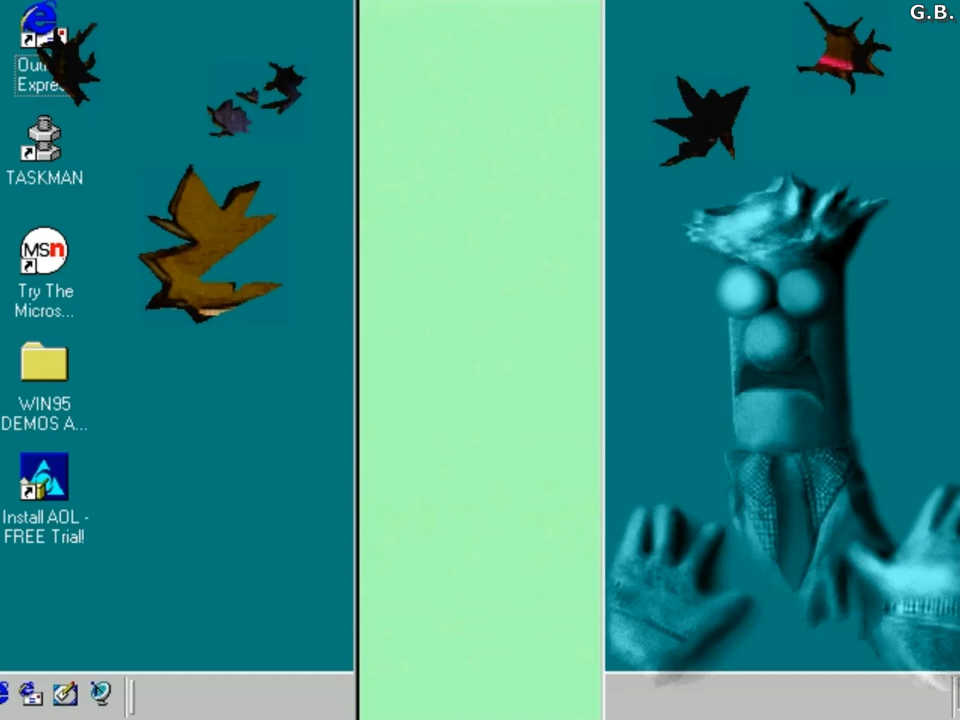 G.B.
Outl
Expre
TASKMAN
MSn
Try The
Micros...
WIN95
DEMOS A...
Install AOL -
FREE Trial!